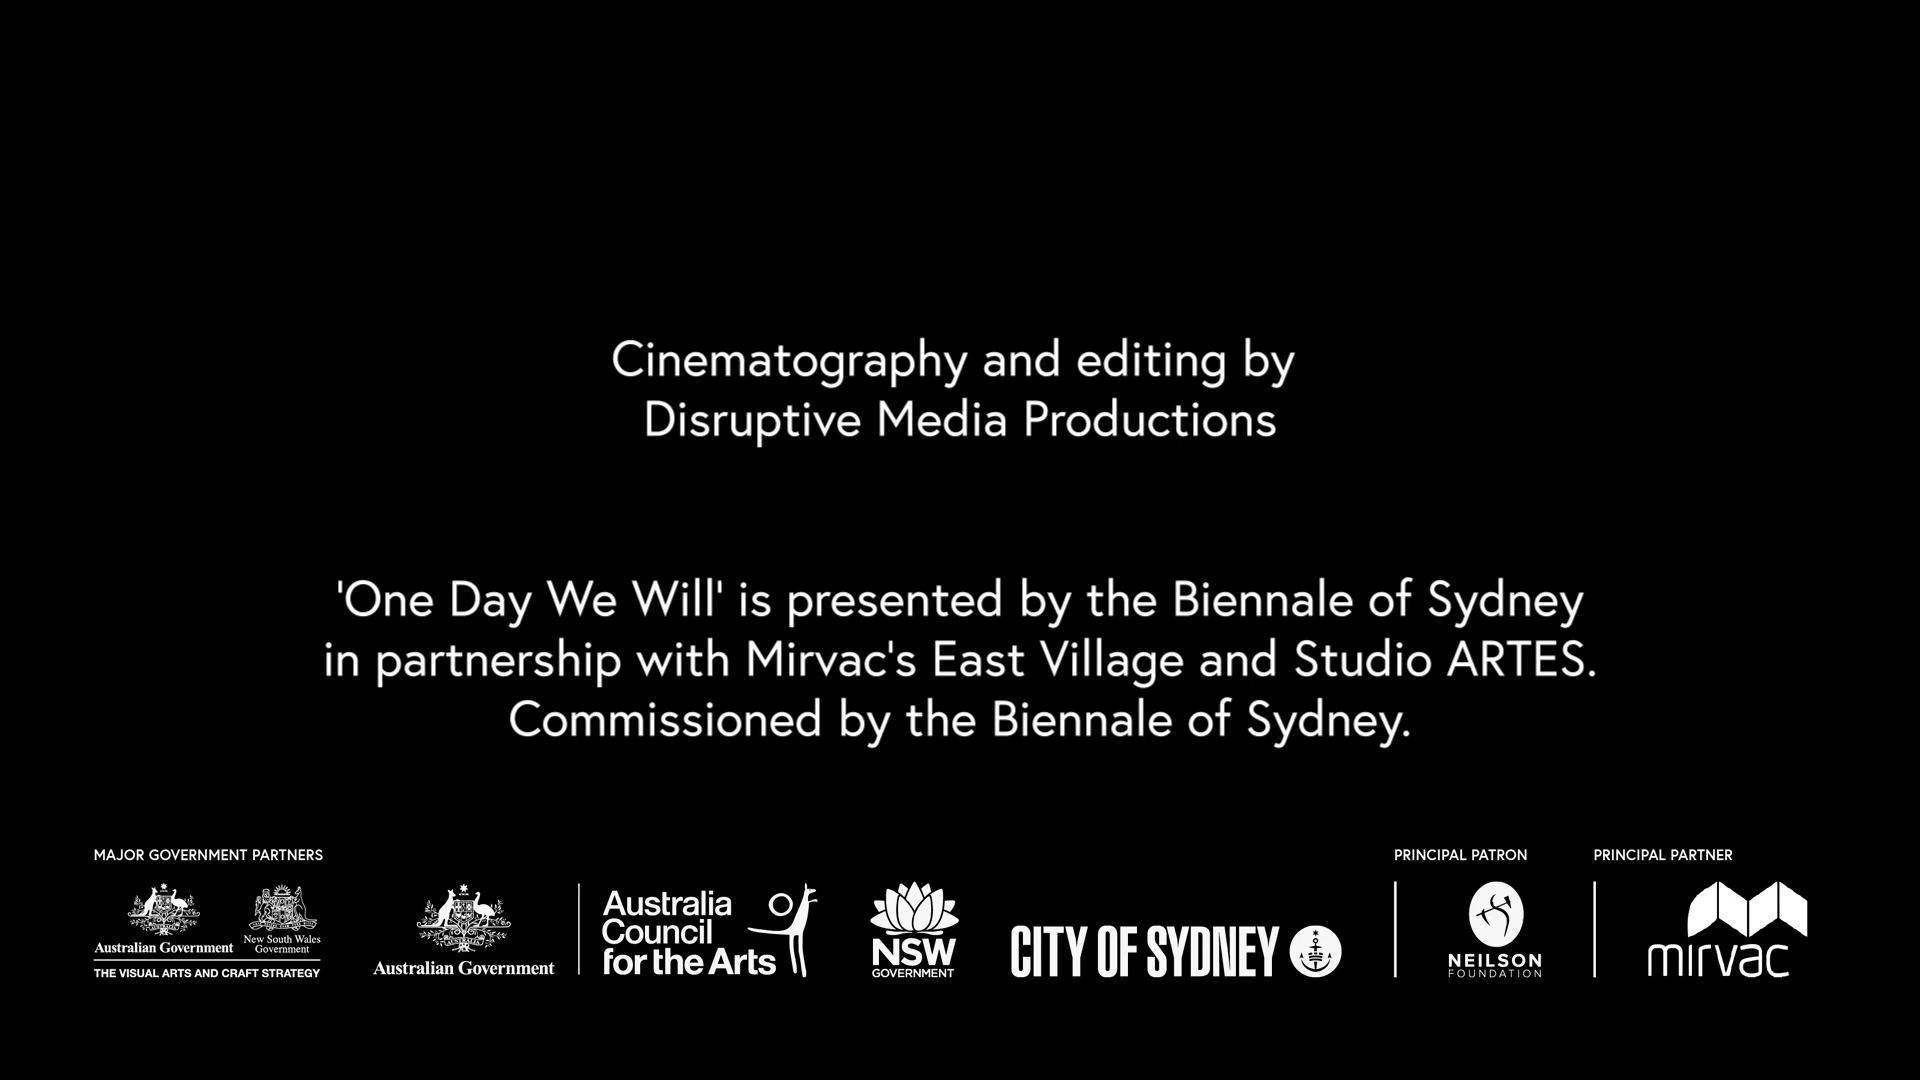 Cinematography and editing by
Disruptive Media Productions
'One Day We Will' is presented by the Biennale of Sydney
in partnership with Mirvac's East Village and Studio ARTES.
Commissioned by the Biennale of Sydney.
MAJOR GOVERNMENT PARTNERS
Australian Government
New South Wales
Government
THE VISUAL ARTS AND CRAFT STRATEGY
Australian Government
Australia
Council
for the Arts
NSW
GOVERNMENT
CITY OF SYDNEY
PRINCIPAL PATRON
NEILSON
FOUNDATION
PRINCIPAL PARTNER
mirvac